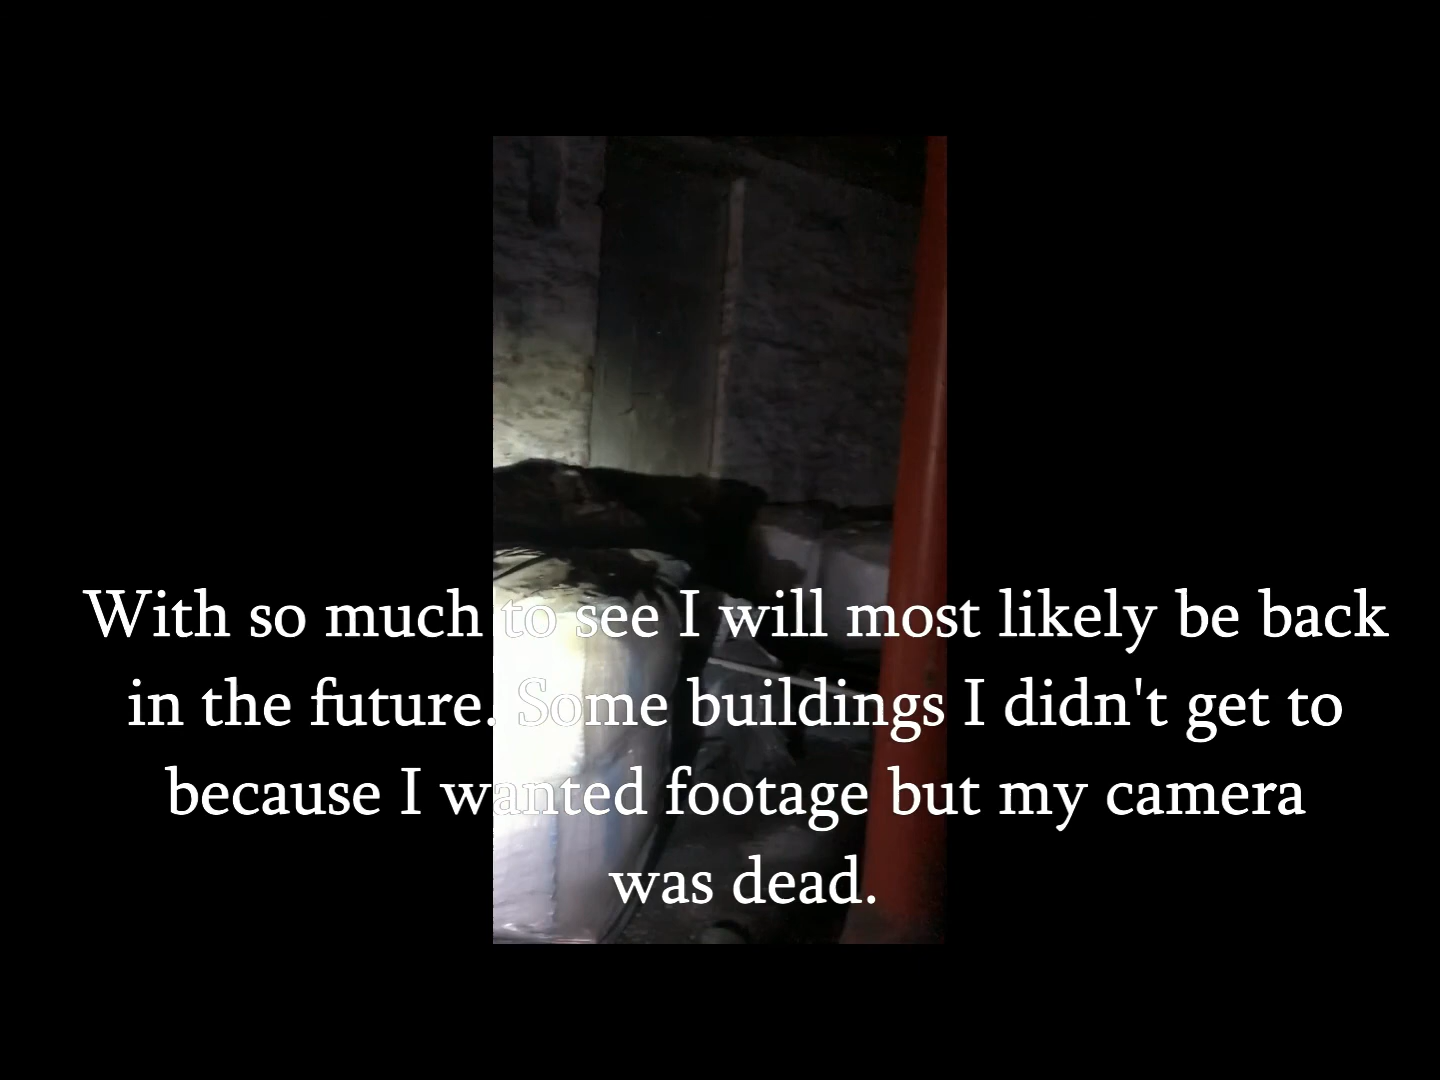 With so much to see I will most likely be back
in the future. Some buildings I didn't get to
because I wanted footage but my camera
was dead.